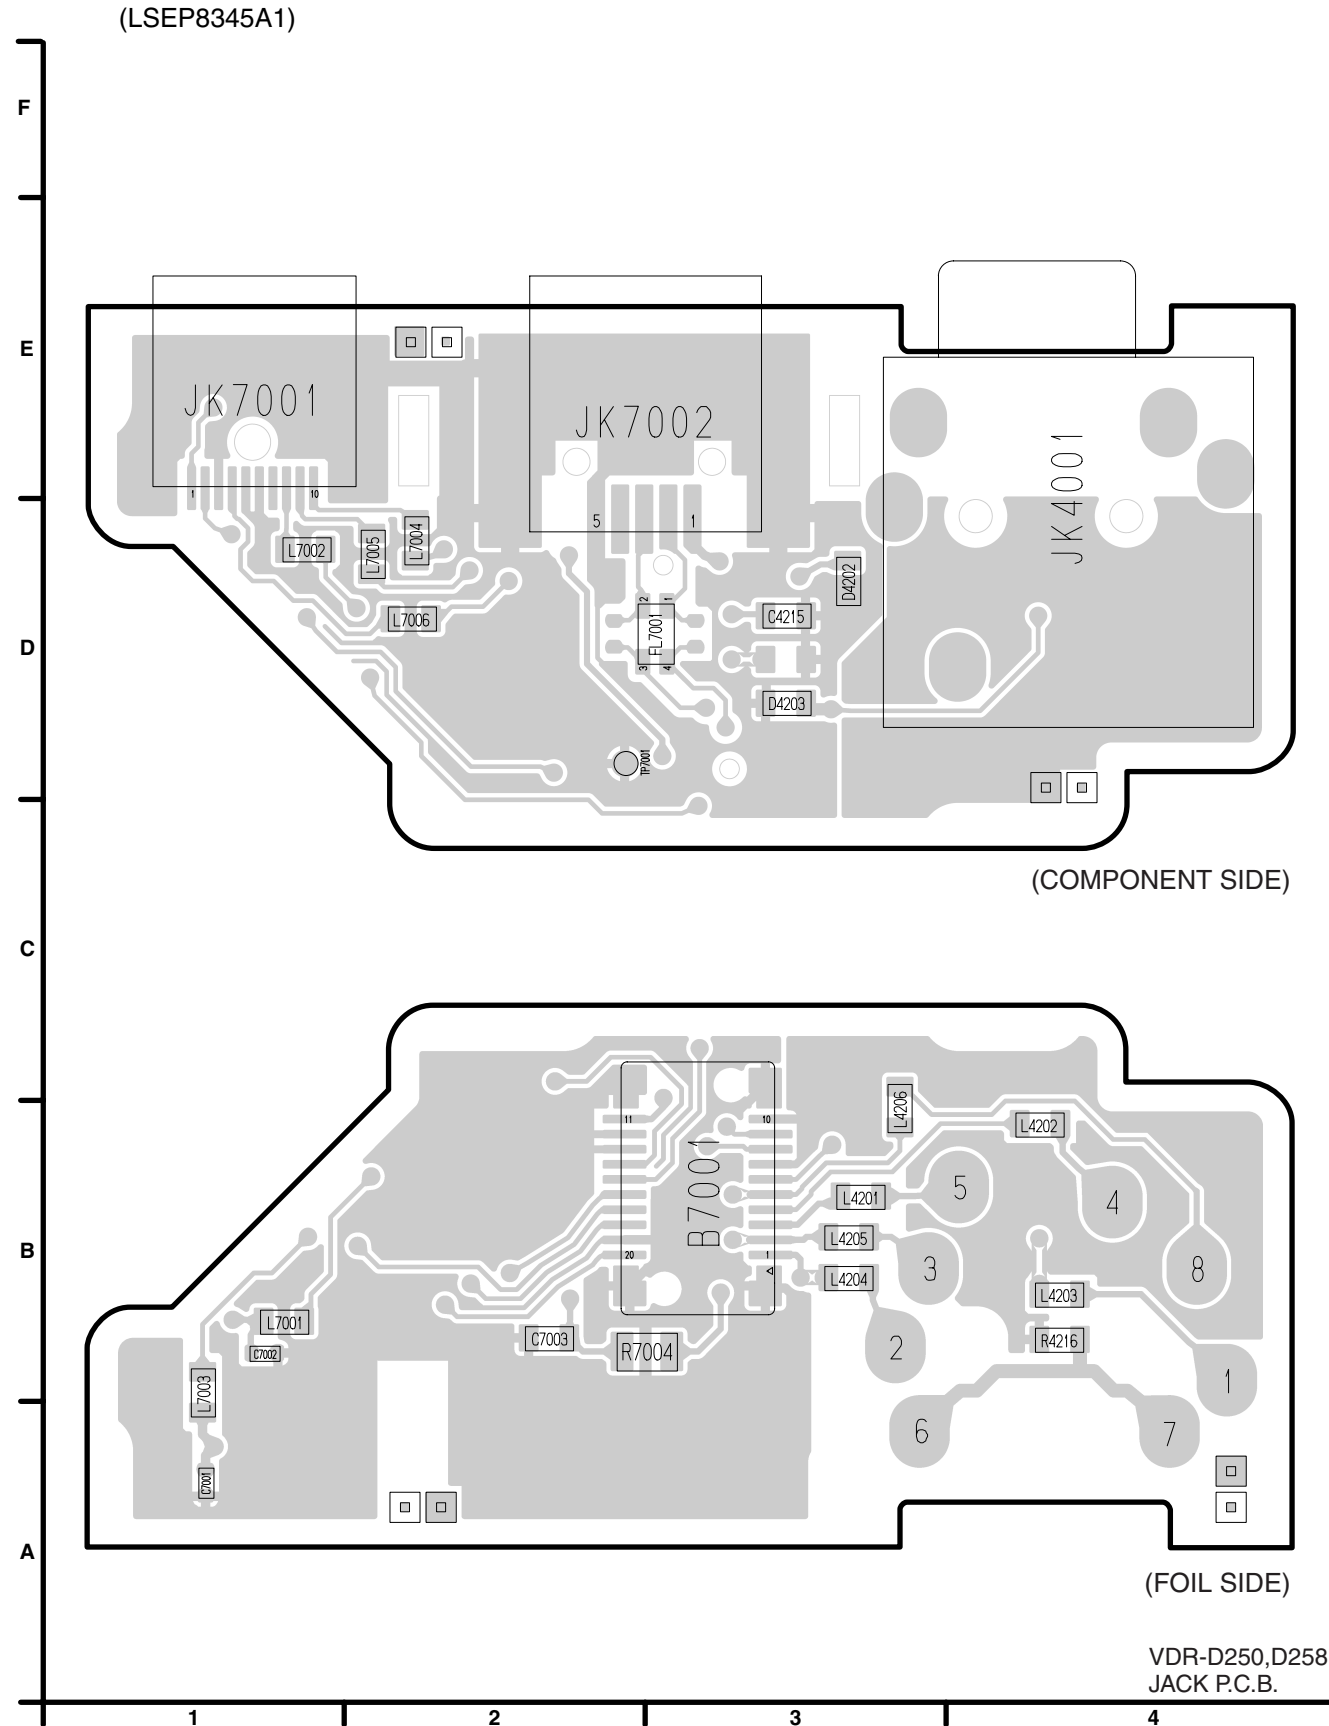 (LSEP8345A1)
F
E
JK7001
JK7002
JK4001
1
10
5
1
L7002
L7005
L7004
D4202
L7006
2
1
FL7001
C4215
D
3
4
D4203
TP7001
(COMPONENT SIDE)
C
L4206
11
10
L4202
B7001
5
L4201
4
L4205
B
20
1
3
8
L4204
L4203
L7001
C7003
R7004
R4216
C7002
2
1
L7003
6
7
C7001
A
(FOIL SIDE)
VDR-D250,D258
JACK P.C.B.
1
2
3
4